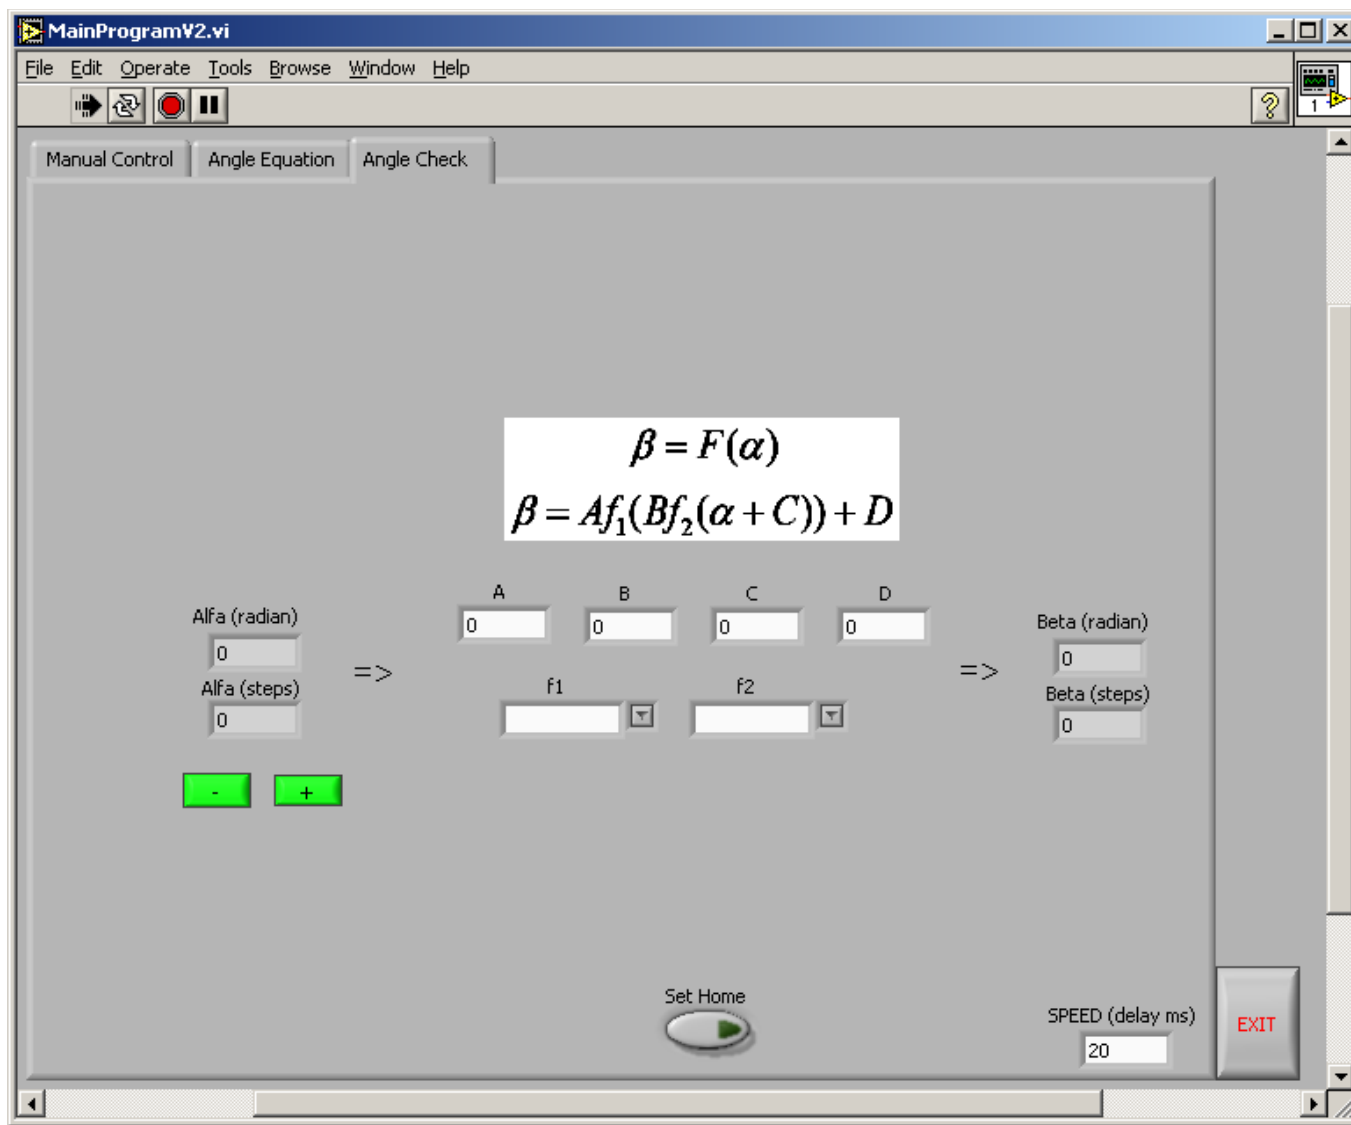 MainProgramV2.vi
File Edit Operate Tools Browse Window Help
?
1
Manual Control Angle Equation Angle Check
β = F(α)
β = Af₁(Bf₂(α + C)) + D
A B C D
0 0 0 0
Alfa (radian)
0
Alfa (steps)
0
=>
f1 f2
=>
Beta (radian)
0
Beta (steps)
0
- +
Set Home
SPEED (delay ms)
20
EXIT